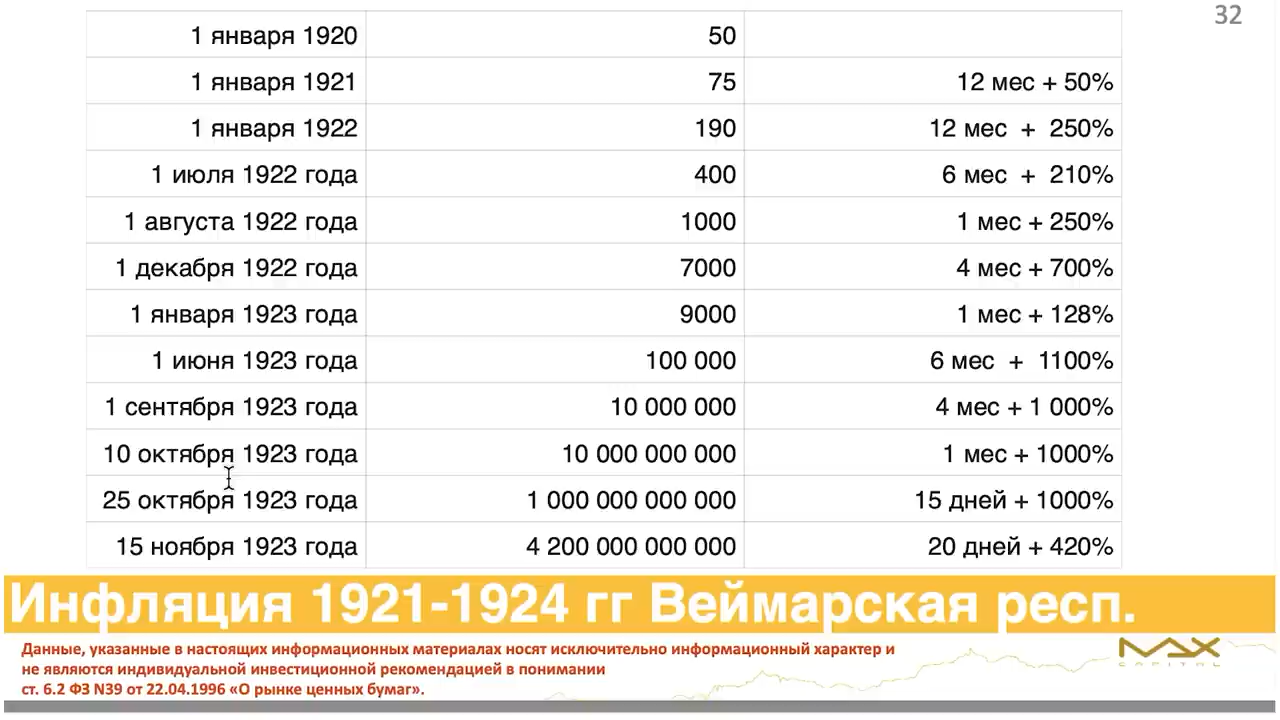 32
1 января 1920 50
1 января 1921 75 12 мес + 50%
1 января 1922 190 12 мес + 250%
1 июля 1922 года 400 6 мес + 210%
1 августа 1922 года 1000 1 мес + 250%
1 декабря 1922 года 7000 4 мес + 700%
1 января 1923 года 9000 1 мес + 128%
1 июня 1923 года 100 000 6 мес + 1100%
1 сентября 1923 года 10 000 000 4 мес + 1 000%
10 октября 1923 года 10 000 000 000 1 мес + 1000%
25 октября 1923 года 1 000 000 000 000 15 дней + 1000%
15 ноября 1923 года 4 200 000 000 000 20 дней + 420%
Инфляция 1921-1924 гг Веймарская респ.
Данные, указанные в настоящих информационных материалах носят исключительно информационный характер и
не являются индивидуальной инвестиционной рекомендацией в понимании
ст. 6.2 ФЗ N39 от 22.04.1996 «О рынке ценных бумаг».
MAX
CAPITAL